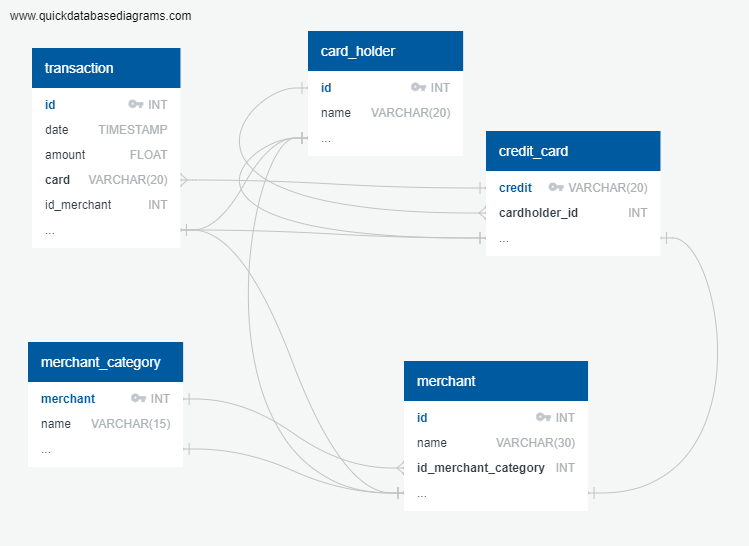 www.quickdatabasediagrams.com
transaction
id INT
date TIMESTAMP
amount FLOAT
card VARCHAR(20)
id_merchant INT
...
card_holder
id INT
name VARCHAR(20)
...
credit_card
credit VARCHAR(20)
cardholder_id INT
...
merchant_category
merchant INT
name VARCHAR(15)
...
merchant
id INT
name VARCHAR(30)
id_merchant_category INT
...